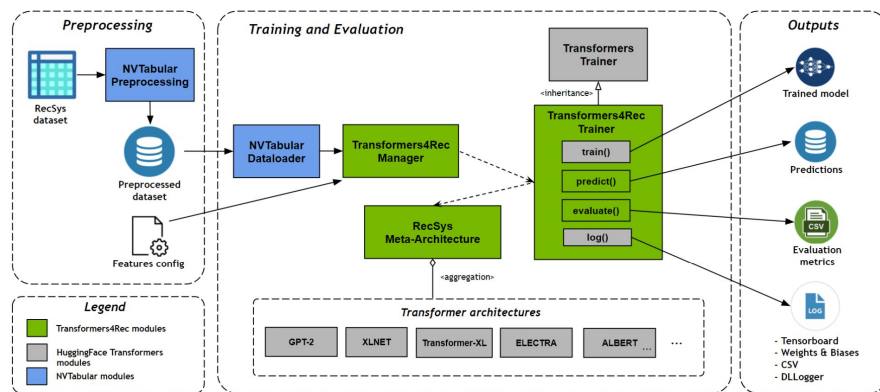 Preprocessing
NVTabular
Preprocessing
RecSys
dataset
Preprocessed
dataset
Features config
Legend
Transformers4Rec modules
HuggingFace Transformers
modules
NVTabular modules
Training and Evaluation
Transformers
Trainer
<inheritance>
NVTabular
Dataloader
Transformers4Rec
Manager
Transformers4Rec
Trainer
train()
predict()
evaluate()
log()
RecSys
Meta-Architecture
<aggregation>
Transformer architectures
GPT-2
XLNET
Transformer-XL
ELECTRA
ALBERT ...
...
Outputs
Trained model
Predictions
CSV
Evaluation
metrics
LOG
- Tensorboard
- Weights & Biases
- CSV
- DLLogger